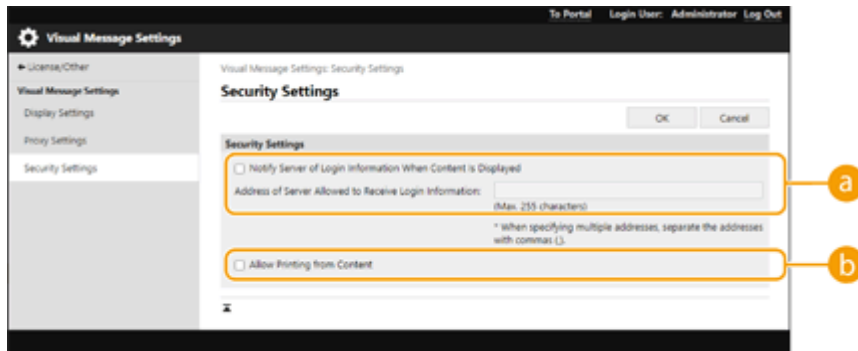 To Portal Login User: Administrator Log Out
Visual Message Settings
License/Other
Visual Message Settings
Display Settings
Proxy Settings
Security Settings
Visual Message Settings: Security Settings
Security Settings
OK Cancel
Security Settings
Notify Server of Login Information When Content is Displayed
Address of Server Allowed to Receive Login Information:
(Max. 255 characters)
* When specifying multiple addresses, separate the addresses
with commas (,).
Allow Printing from Content
a
b